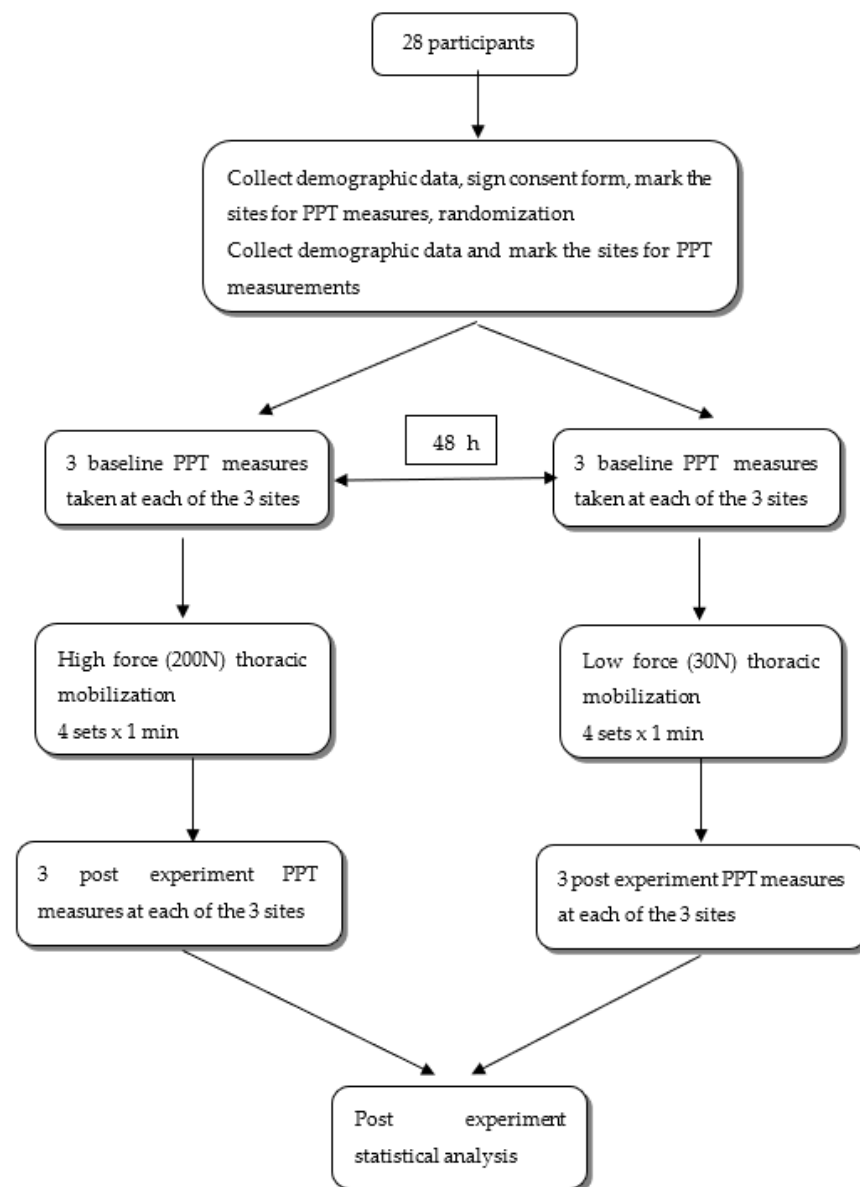 28 participants
Collect demographic data, sign consent form, mark the
sites for PPT measures, randomization
Collect demographic data and mark the sites for PPT
measurements
48 h
3 baseline PPT measures
taken at each of the 3 sites
3 baseline PPT measures
taken at each of the 3 sites
High force (200N) thoracic
mobilization
4 sets x 1 min
Low force (30N) thoracic
mobilization
4 sets x 1 min
3 post experiment PPT
measures at each of the 3 sites
3 post experiment PPT measures
at each of the 3 sites
Post experiment
statistical analysis